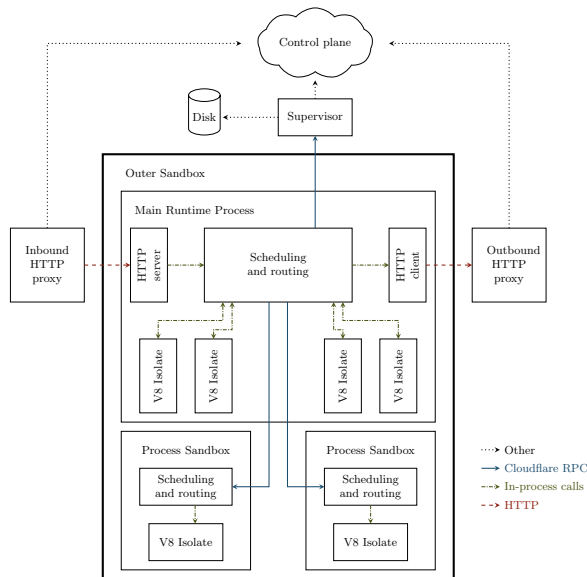 Control plane
Disk
Supervisor
Outer Sandbox
Main Runtime Process
Inbound
HTTP
proxy
HTTP
server
Scheduling
and routing
HTTP
client
Outbound
HTTP
proxy
V8 Isolate
V8 Isolate
V8 Isolate
V8 Isolate
Process Sandbox
Scheduling
and routing
V8 Isolate
Process Sandbox
Scheduling
and routing
V8 Isolate
Other
Cloudflare RPC
In-process calls
HTTP